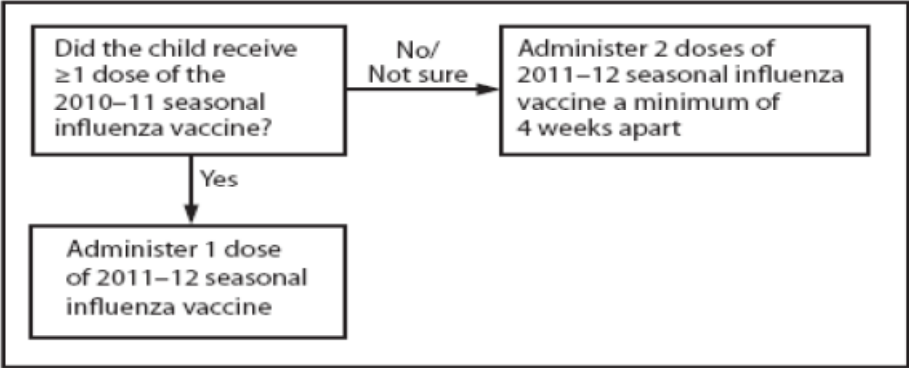 Did the child receive
≥1 dose of the
2010–11 seasonal
influenza vaccine?
No/
Not sure
Administer 2 doses of
2011–12 seasonal influenza
vaccine a minimum of
4 weeks apart
Yes
Administer 1 dose
of 2011–12 seasonal
influenza vaccine